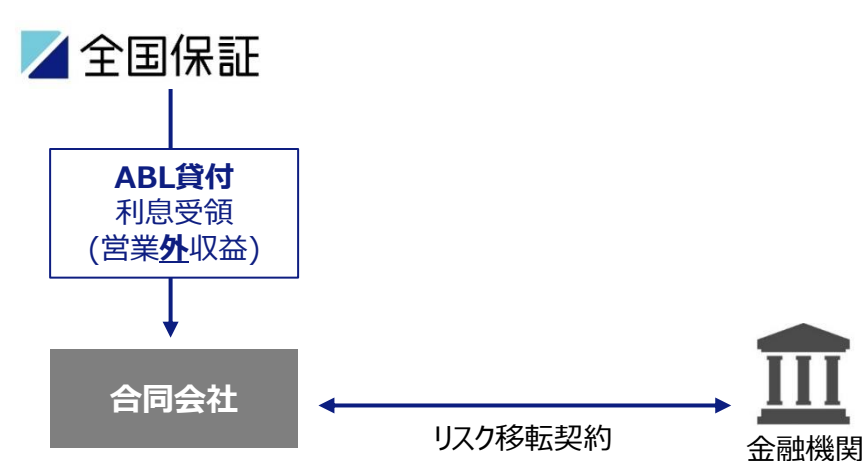 全国保証
ABL貸付
利息受領
(営業外収益)
合同会社
リスク移転契約
金融機関